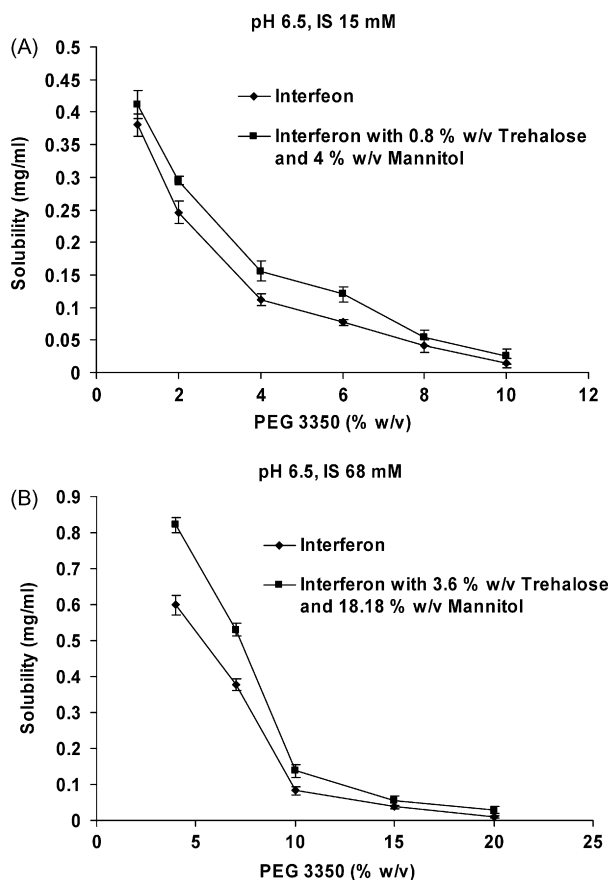 pH 6.5, IS 15 mM
(A)
0.5
0.45
0.4
0.35
0.3
0.25
0.2
0.15
0.1
0.05
0
Solubility (mg/ml)
Interfeon
Interferon with 0.8 % w/v Trehalose
and 4 % w/v Mannitol
0 2 4 6 8 10 12
PEG 3350 (% w/v)
pH 6.5, IS 68 mM
(B)
0.9
0.8
0.7
0.6
0.5
0.4
0.3
0.2
0.1
0
Solubility (mg/ml)
Interferon
Interferon with 3.6 % w/v Trehalose
and 18.18 % w/v Mannitol
0 5 10 15 20 25
PEG 3350 (% w/v)